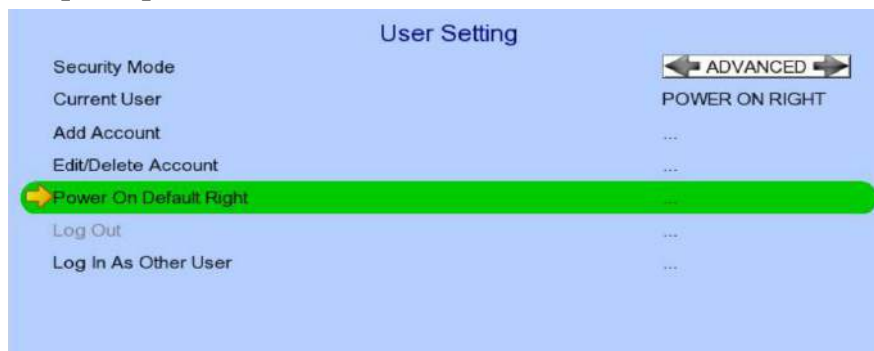 User Setting
Security Mode ADVANCED
Current User POWER ON RIGHT
Add Account ...
Edit/Delete Account ...
Power On Default Right ...
Log Out ...
Log In As Other User ...